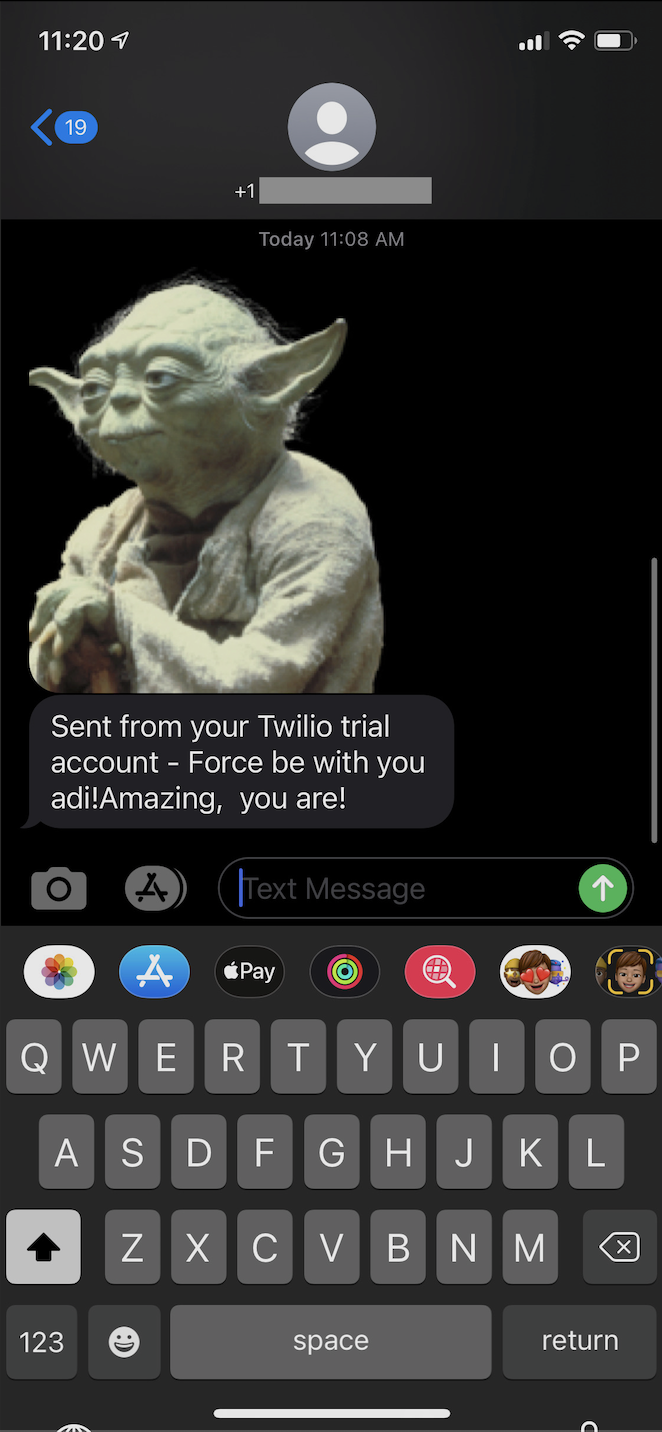 11:20
19
+1
Today 11:08 AM
Sent from your Twilio trial
account - Force be with you
adi!Amazing,  you are!
Text Message
Pay
Q W E R T Y U I O P
A S D F G H J K L
Z X C V B N M
123 space return